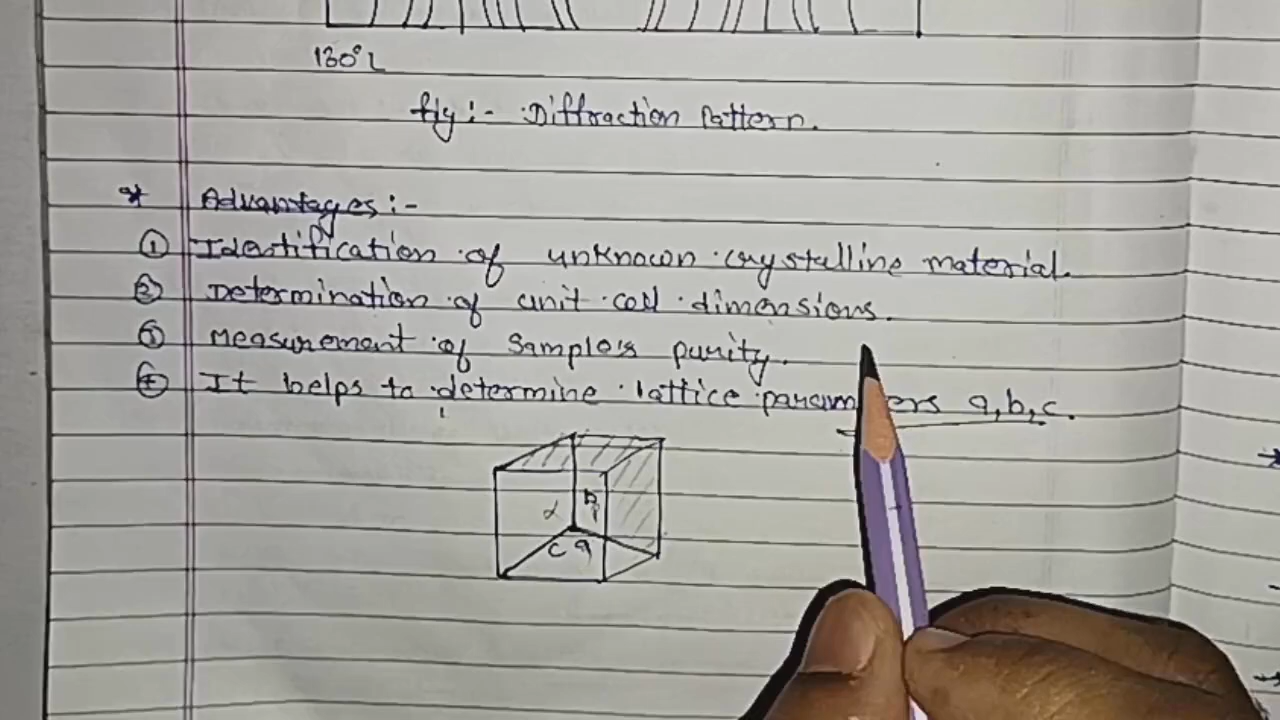 180°
fig:- Diffraction Pattern.
* Advantages :-
① Identification of unknown crystalline material.
② Determination of unit cell dimensions.
③ Measurement of sample's purity.
④ It helps to determine lattice parameters a,b,c.
α b
c a